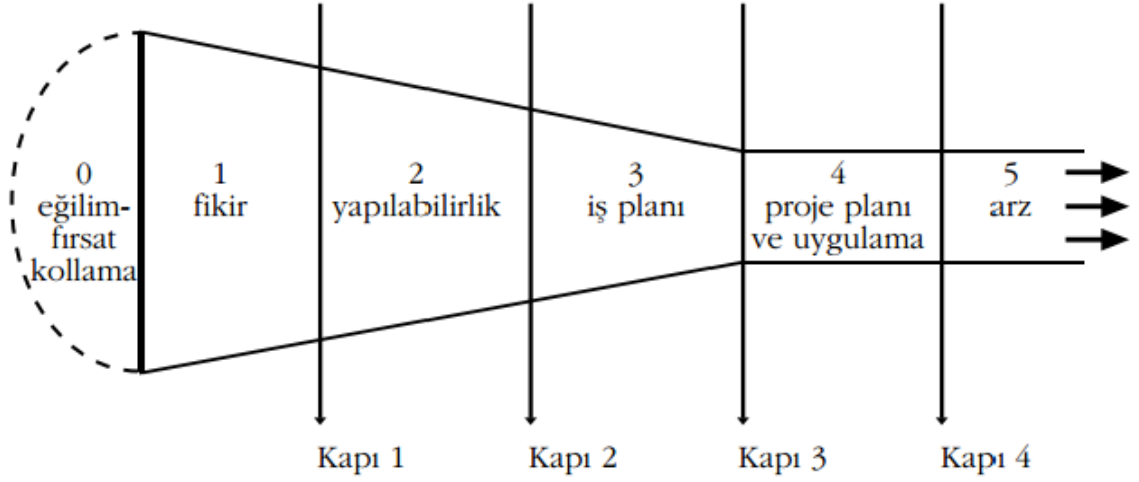 0
eğilim-
fırsat
kollama
1
fikir
2
yapılabilirlik
3
iş planı
4
proje planı
ve uygulama
5
arz
Kapı 1
Kapı 2
Kapı 3
Kapı 4